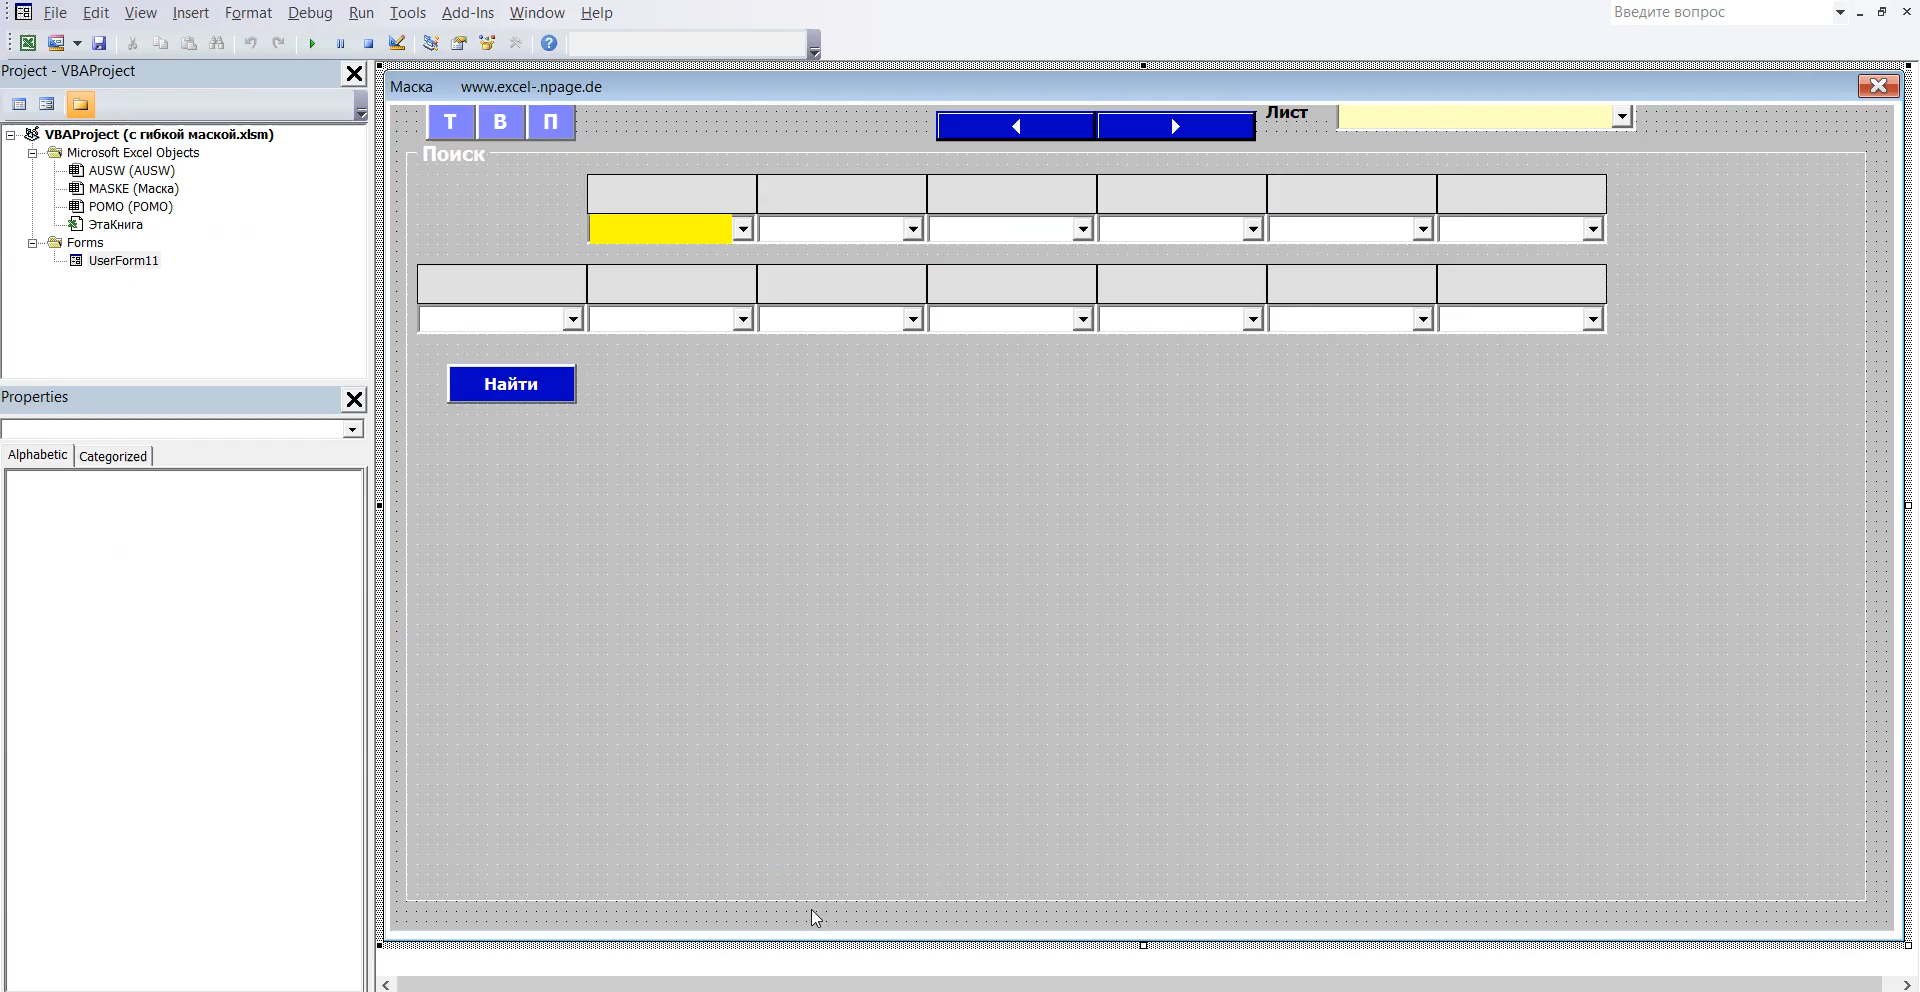 File Edit View Insert Format Debug Run Tools Add-Ins Window Help
Введите вопрос
Project - VBAProject
VBAProject (с гибкой маской.xlsm)
Microsoft Excel Objects
AUSW (AUSW)
MASKE (Маска)
POMO (POMO)
ЭтаКнига
Forms
UserForm11
Properties
Alphabetic Categorized
Маска www.excel-.npage.de
Т В П
Лист
Поиск
Найти